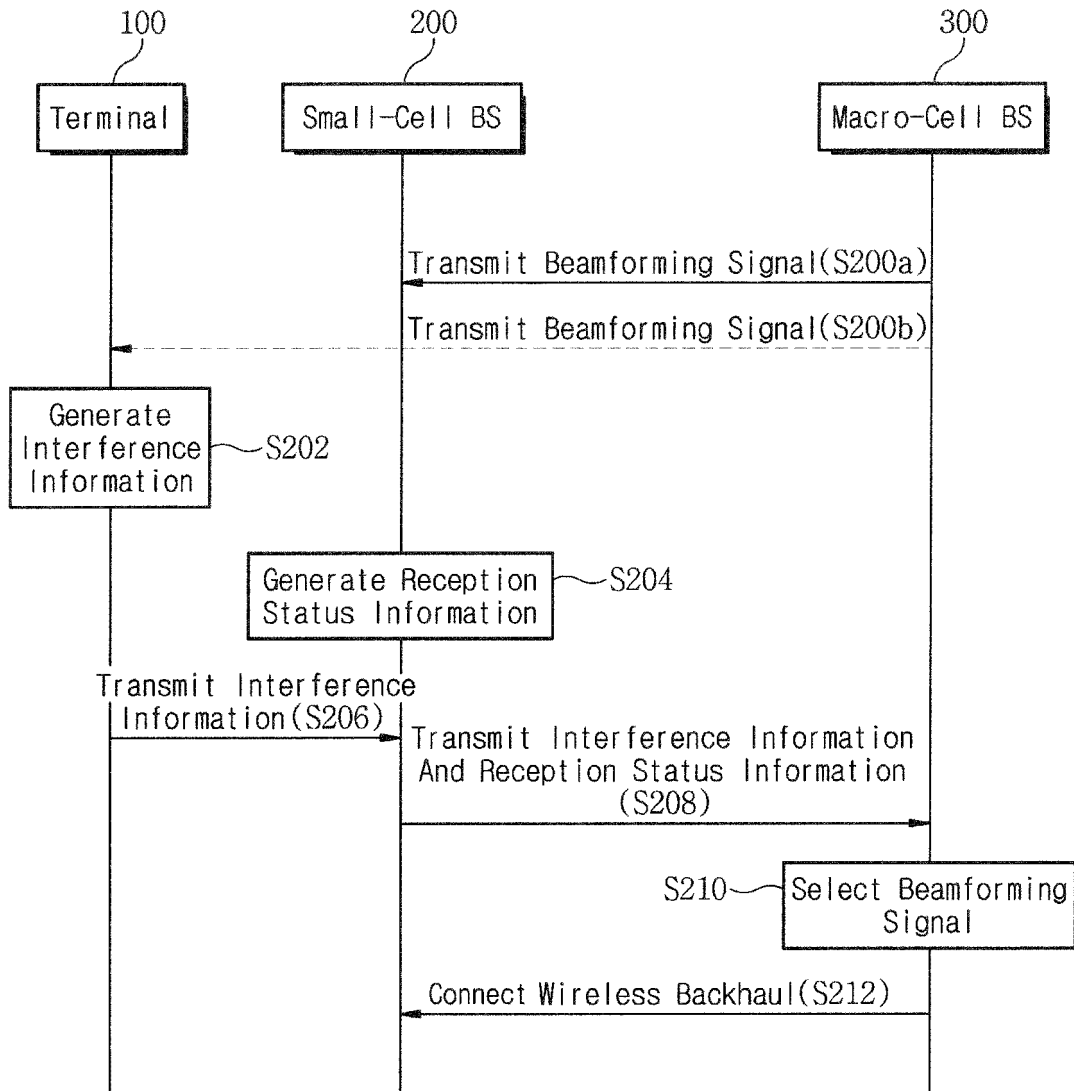 100
200
300
Terminal
Small-Cell BS
Macro-Cell BS
Transmit Beamforming Signal(S200a)
Transmit Beamforming Signal(S200b)
Generate
Interference
Information
S202
Generate Reception
Status Information
S204
Transmit Interference
Information(S206)
Transmit Interference Information
And Reception Status Information
(S208)
S210
Select Beamforming
Signal
Connect Wireless Backhaul(S212)